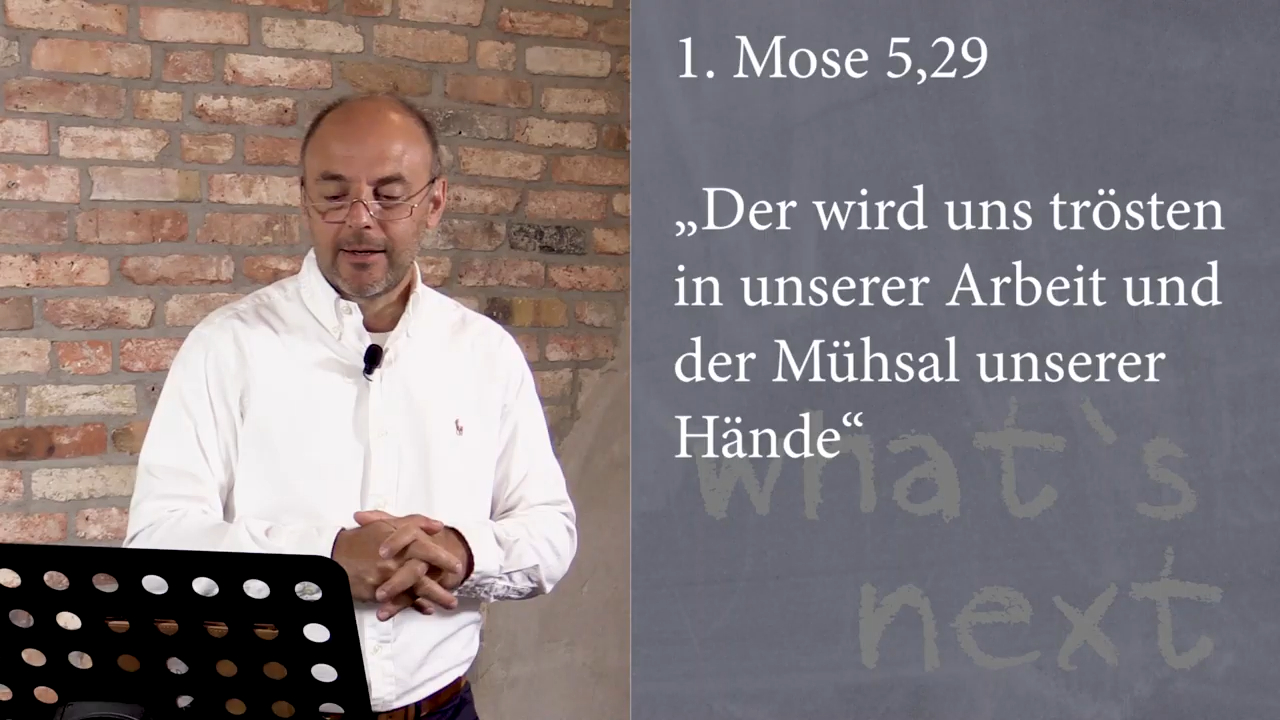 1. Mose 5,29
„Der wird uns trösten
in unserer Arbeit und
der Mühsal unserer
Hände“
what`s
next